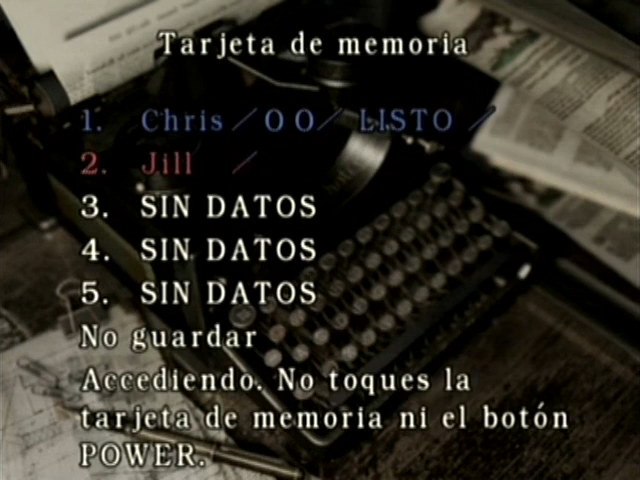 Tarjeta de memoria
1. Chris / 00 / LISTO /
2. Jill /
3. SIN DATOS
4. SIN DATOS
5. SIN DATOS
No guardar
Accediendo. No toques la
tarjeta de memoria ni el botón
POWER.